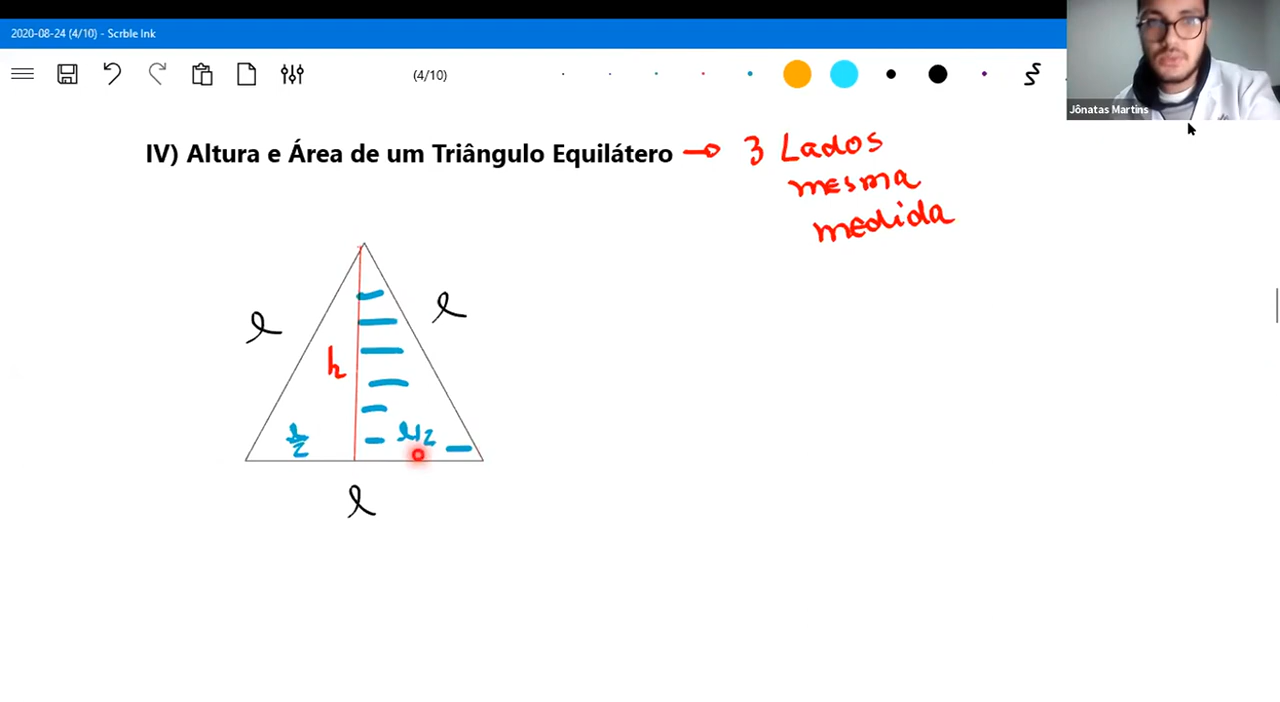 2020-08-24 (4/10) - Scrble Ink
(4/10)
Jônatas Martins
IV) Altura e Área de um Triângulo Equilátero
3 Lados
mesma
medida
l
l
h
l/2
l/2
l